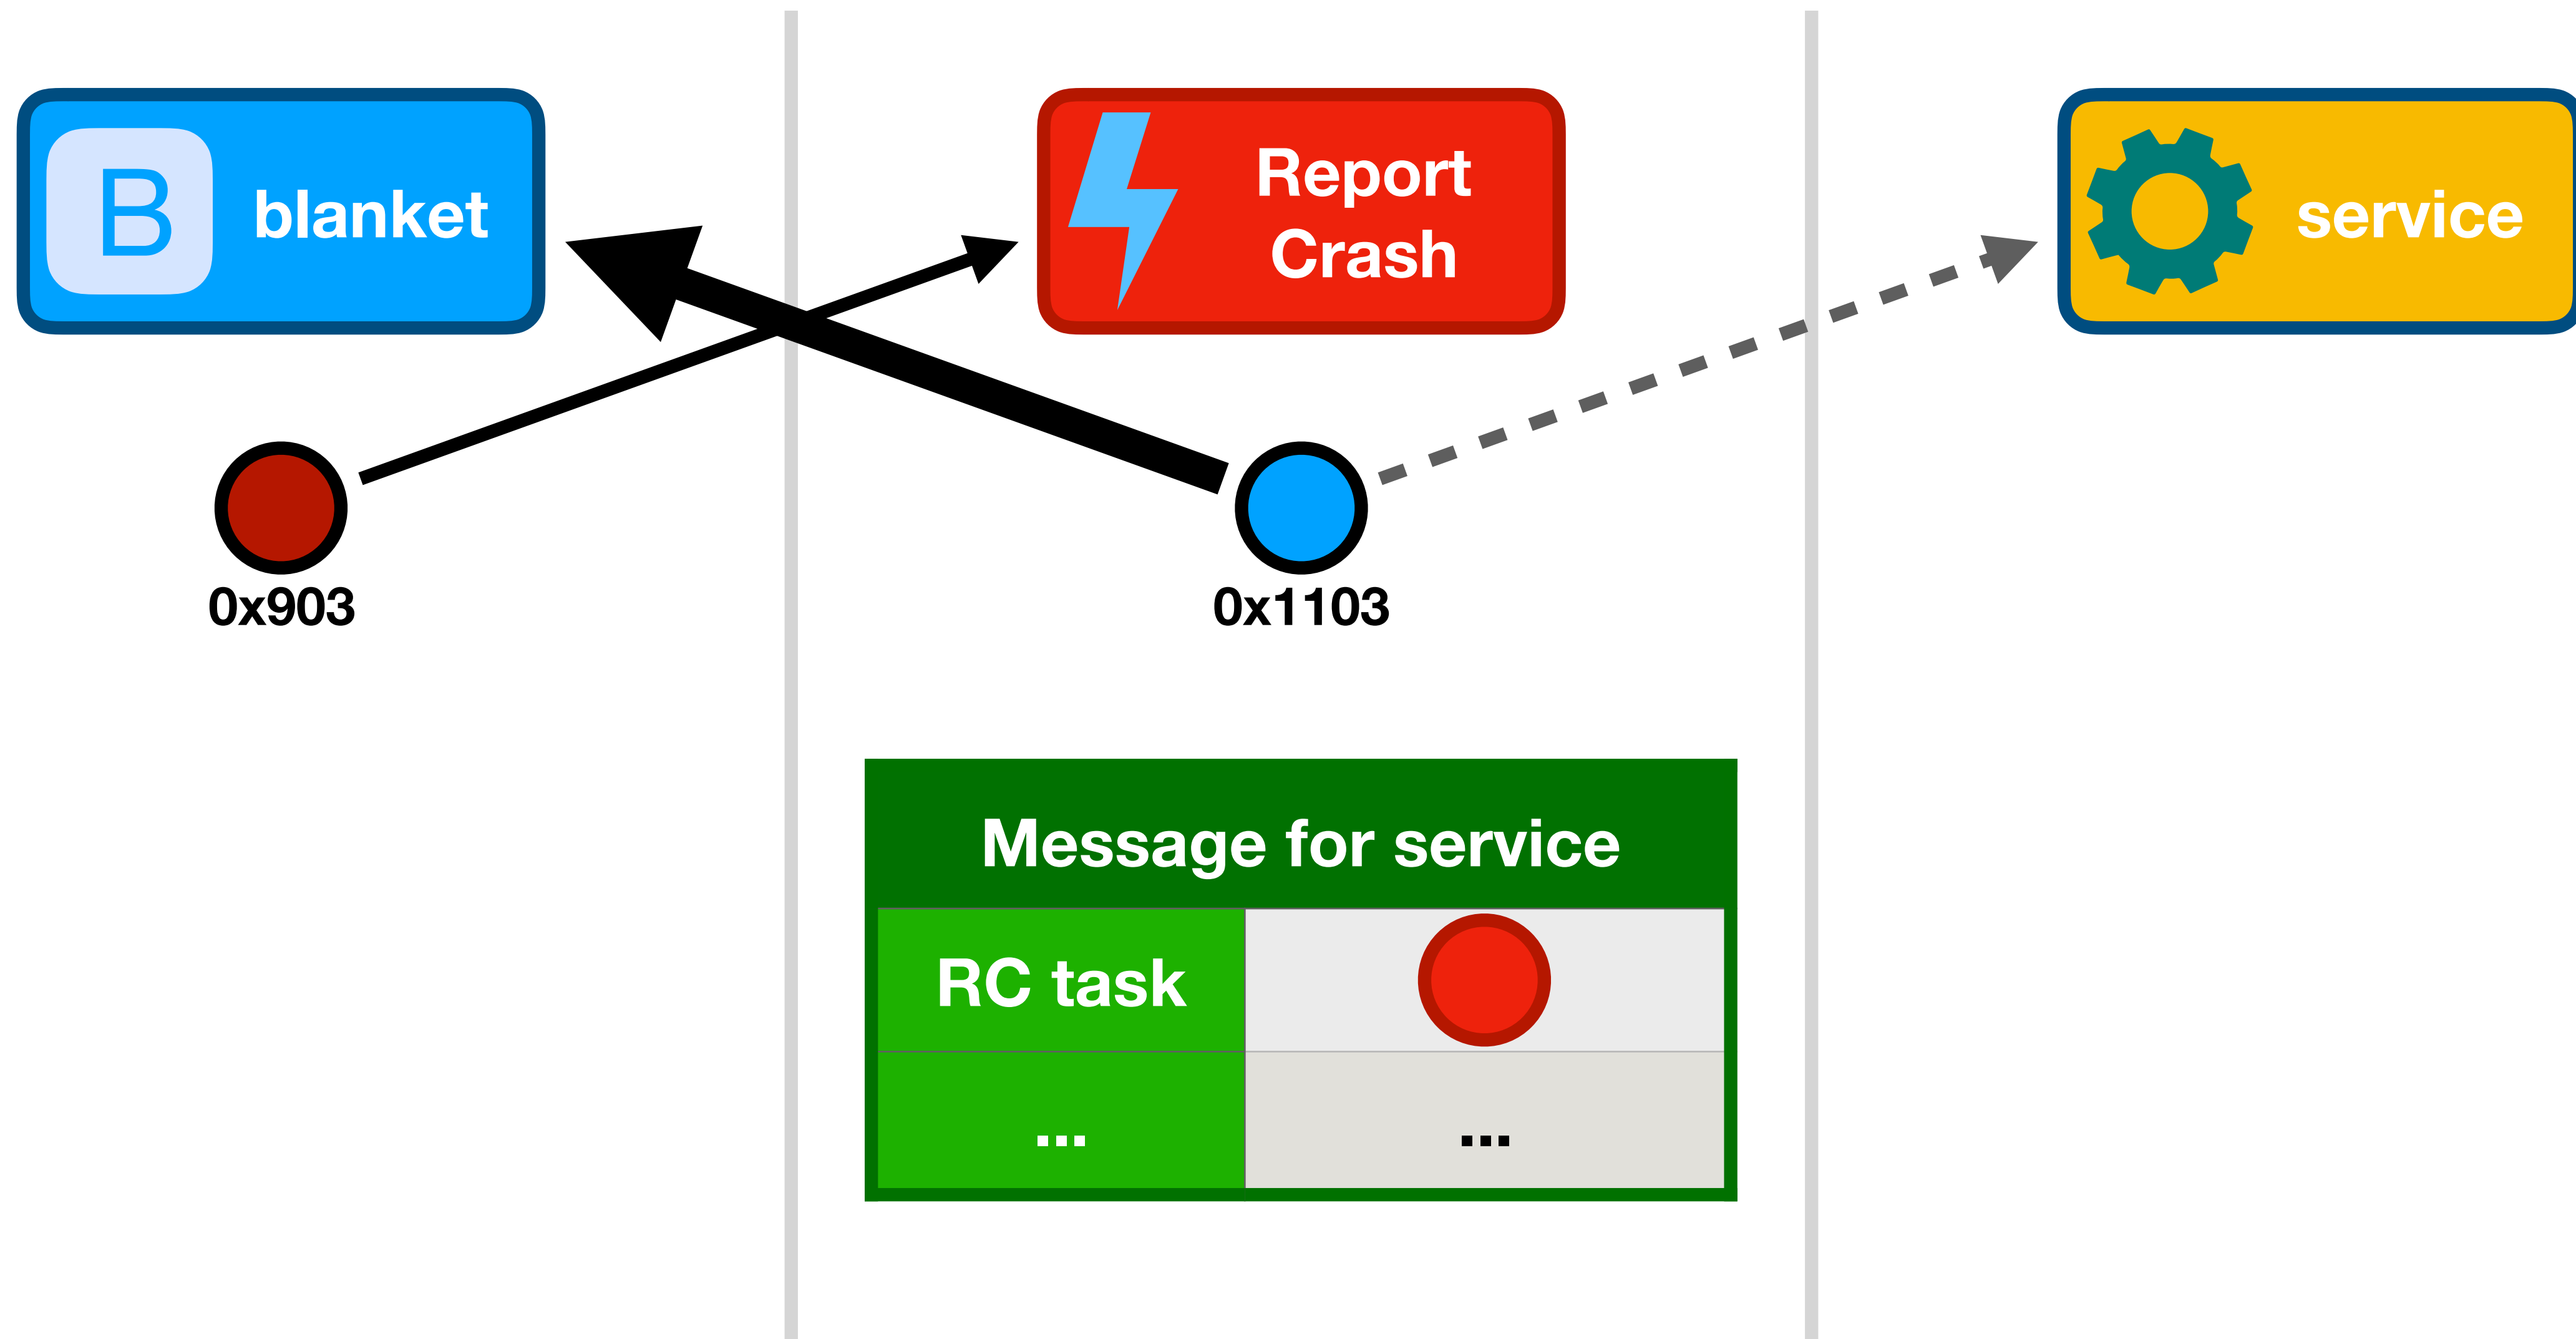 B
blanket
Report
Crash
service
0x903
0x1103
Message for service
RC task
... ...